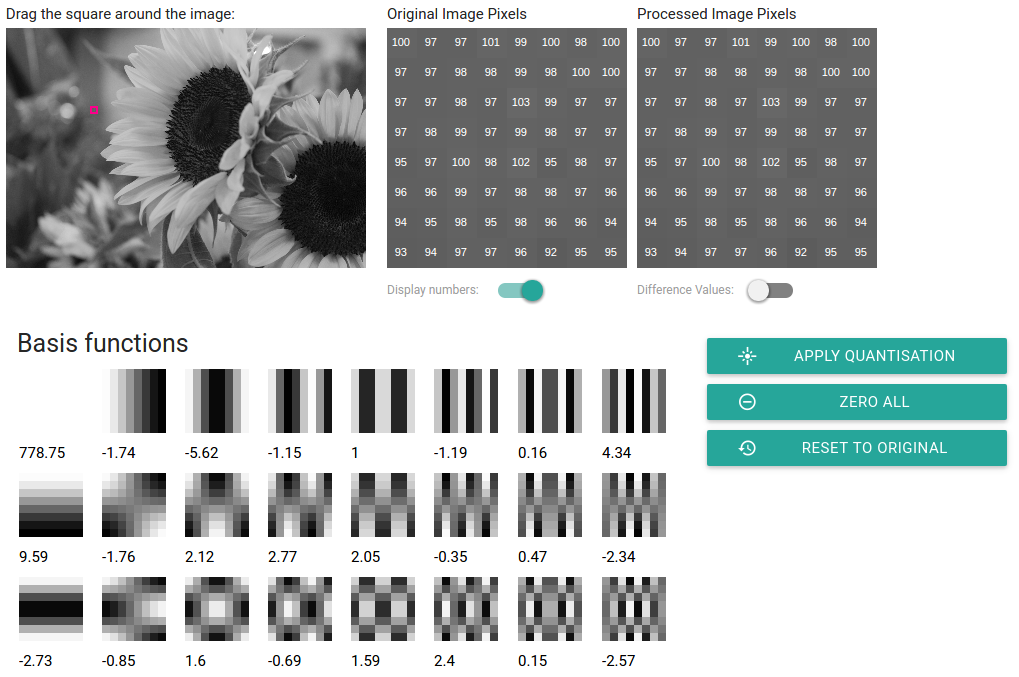 Drag the square around the image:
Original Image Pixels
Processed Image Pixels
100 97 97 101 99 100 98 100
97 97 98 98 99 98 100 100
97 97 98 97 103 99 97 97
97 98 99 97 99 98 97 97
95 97 100 98 102 95 98 97
96 96 99 97 98 98 97 96
94 95 98 95 98 96 96 94
93 94 97 97 96 92 95 95
100 97 97 101 99 100 98 100
97 97 98 98 99 98 100 100
97 97 98 97 103 99 97 97
97 98 99 97 99 98 97 97
95 97 100 98 102 95 98 97
96 96 99 97 98 98 97 96
94 95 98 95 98 96 96 94
93 94 97 97 96 92 95 95
Display numbers:
Difference Values:
Basis functions
778.75 -1.74 -5.62 -1.15 1 -1.19 0.16 4.34
9.59 -1.76 2.12 2.77 2.05 -0.35 0.47 -2.34
-2.73 -0.85 1.6 -0.69 1.59 2.4 0.15 -2.57
APPLY QUANTISATION
ZERO ALL
RESET TO ORIGINAL